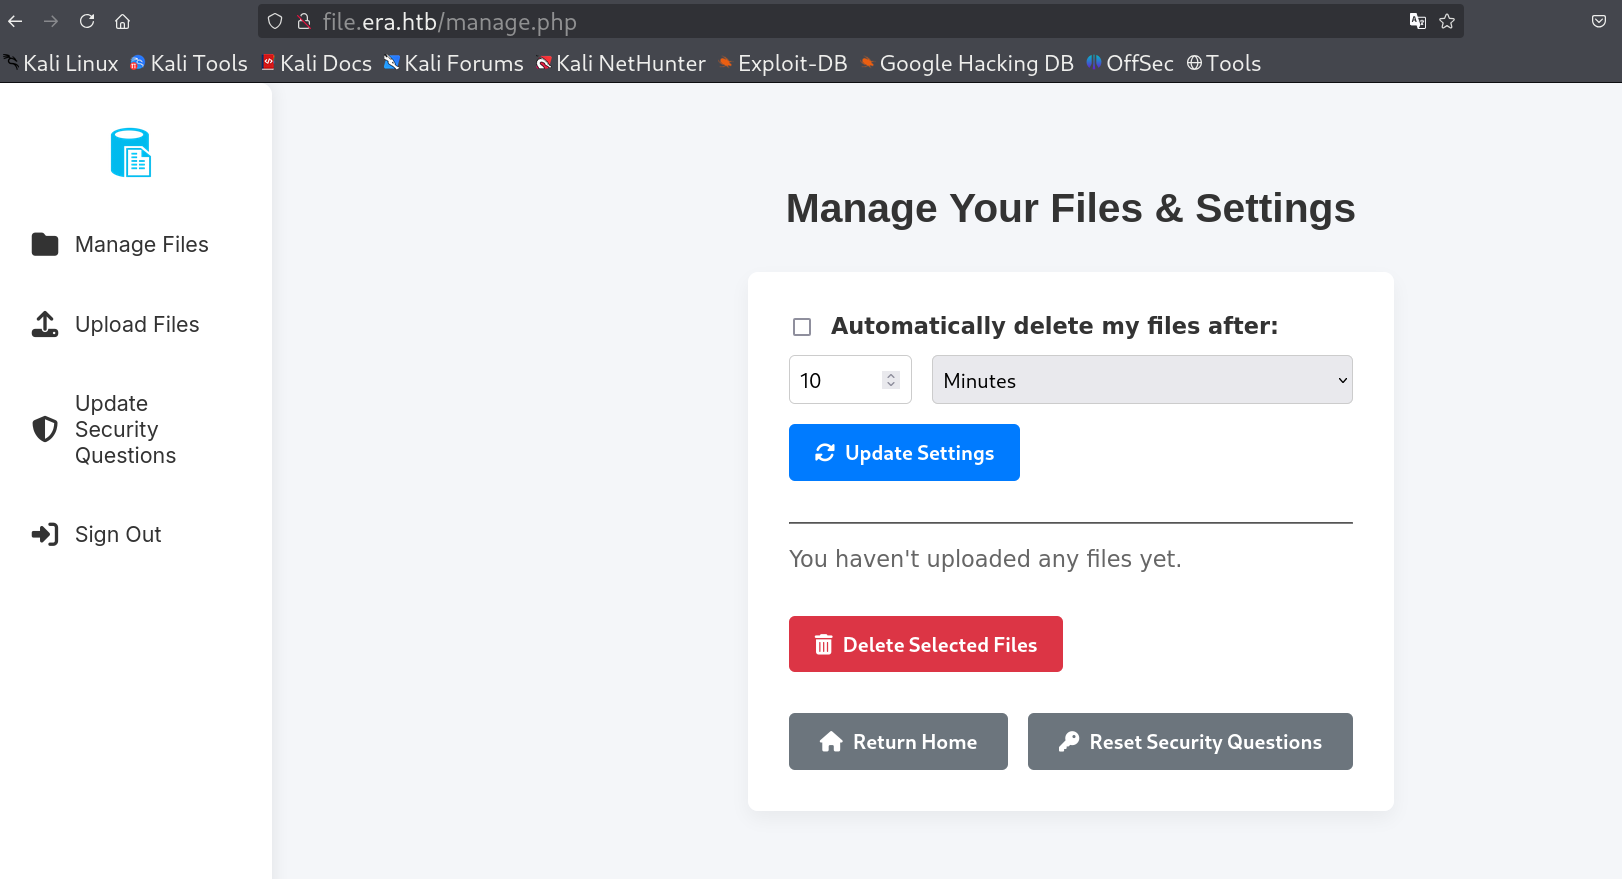 file.era.htb/manage.php
Kali Linux Kali Tools Kali Docs Kali Forums Kali NetHunter Exploit-DB Google Hacking DB OffSec Tools
Manage Files
Upload Files
Update
Security
Questions
Sign Out
Manage Your Files & Settings
Automatically delete my files after:
10 Minutes
Update Settings
You haven't uploaded any files yet.
Delete Selected Files
Return Home Reset Security Questions